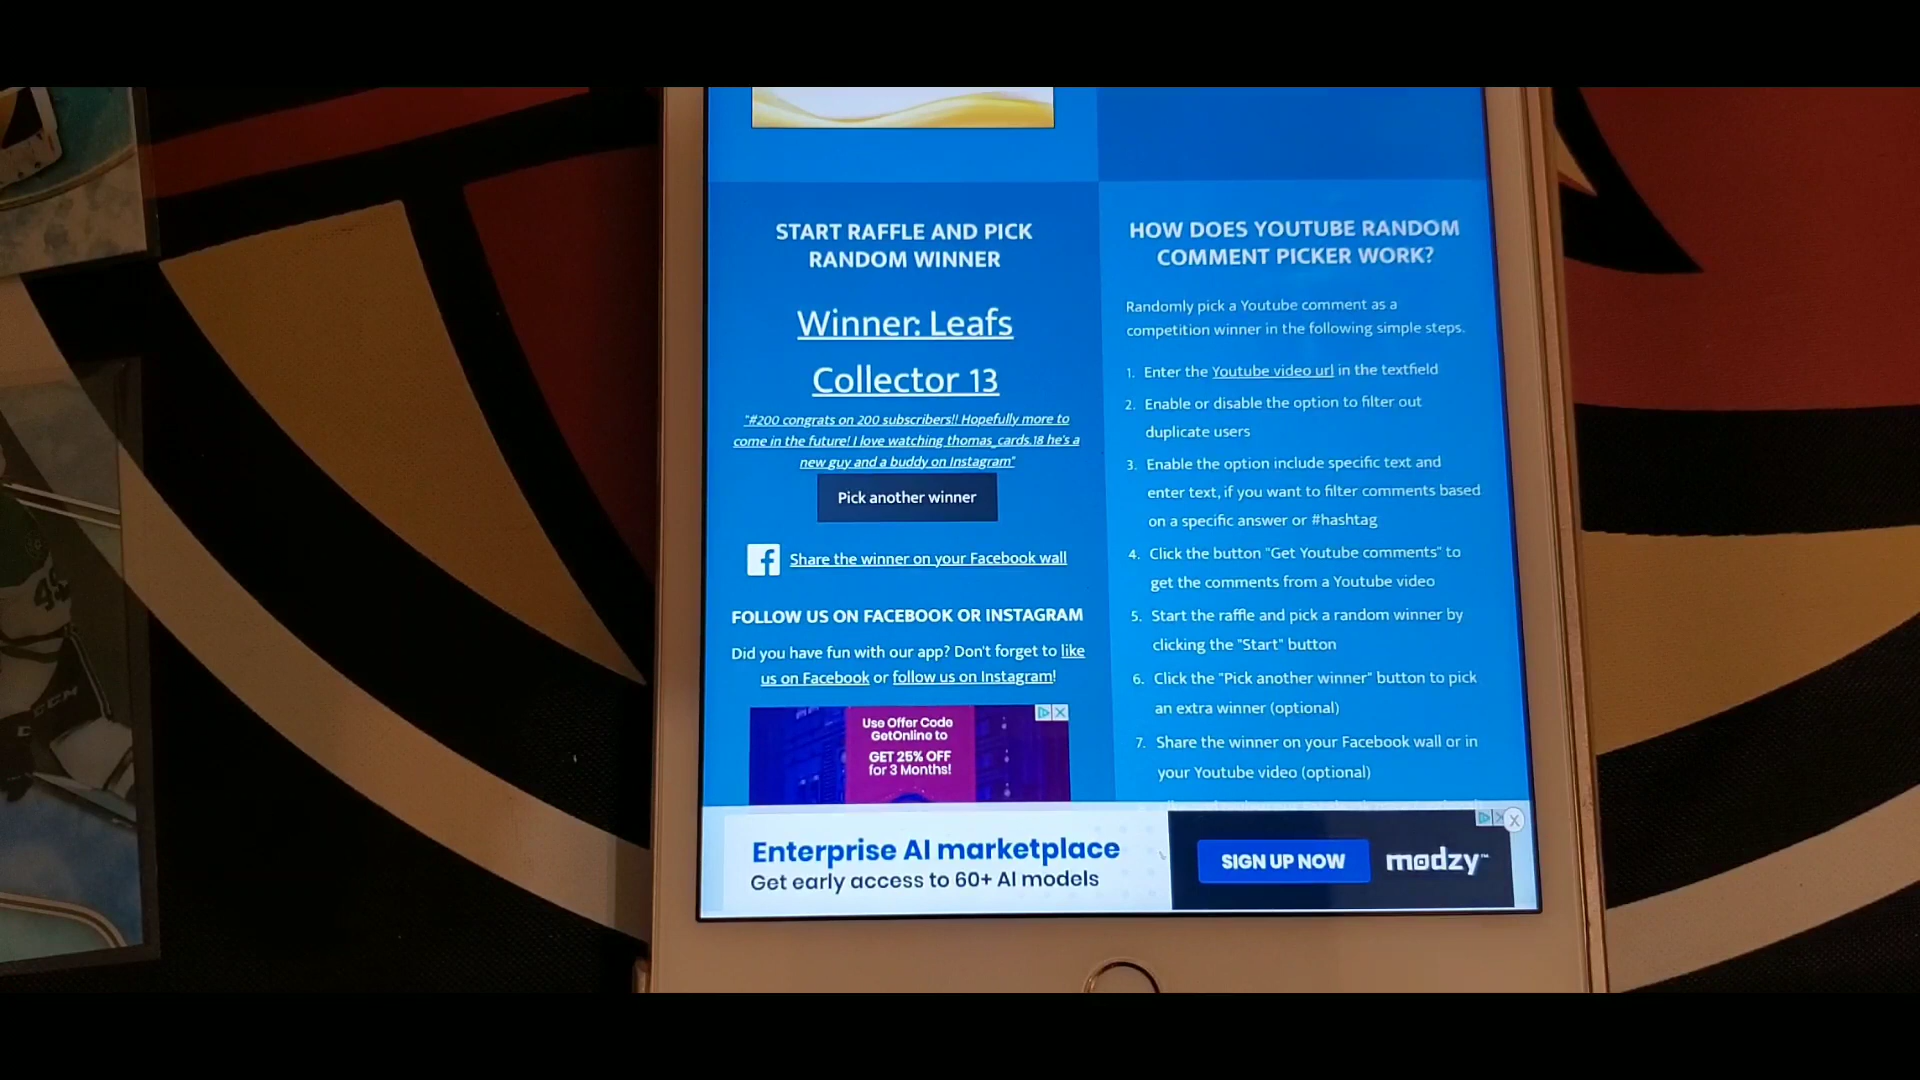 START RAFFLE AND PICK
RANDOM WINNER
Winner: Leafs
Collector 13
"#200 congrats on 200 subscribers!! Hopefully more to
come in the future! I love watching thomas_cards.18 he's a
new guy and a buddy on Instagram"
Pick another winner
Share the winner on your Facebook wall
FOLLOW US ON FACEBOOK OR INSTAGRAM
Did you have fun with our app? Don't forget to like
us on Facebook or follow us on Instagram!
Use Offer Code
GetOnline to
GET 25% OFF
for 3 Months!
HOW DOES YOUTUBE RANDOM
COMMENT PICKER WORK?
Randomly pick a Youtube comment as a
competition winner in the following simple steps.
1. Enter the Youtube video url in the textfield
2. Enable or disable the option to filter out
duplicate users
3. Enable the option include specific text and
enter text, if you want to filter comments based
on a specific answer or #hashtag
4. Click the button "Get Youtube comments" to
get the comments from a Youtube video
5. Start the raffle and pick a random winner by
clicking the "Start" button
6. Click the "Pick another winner" button to pick
an extra winner (optional)
7. Share the winner on your Facebook wall or in
your Youtube video (optional)
Enterprise AI marketplace
Get early access to 60+ AI models
SIGN UP NOW
modzy™
CCM